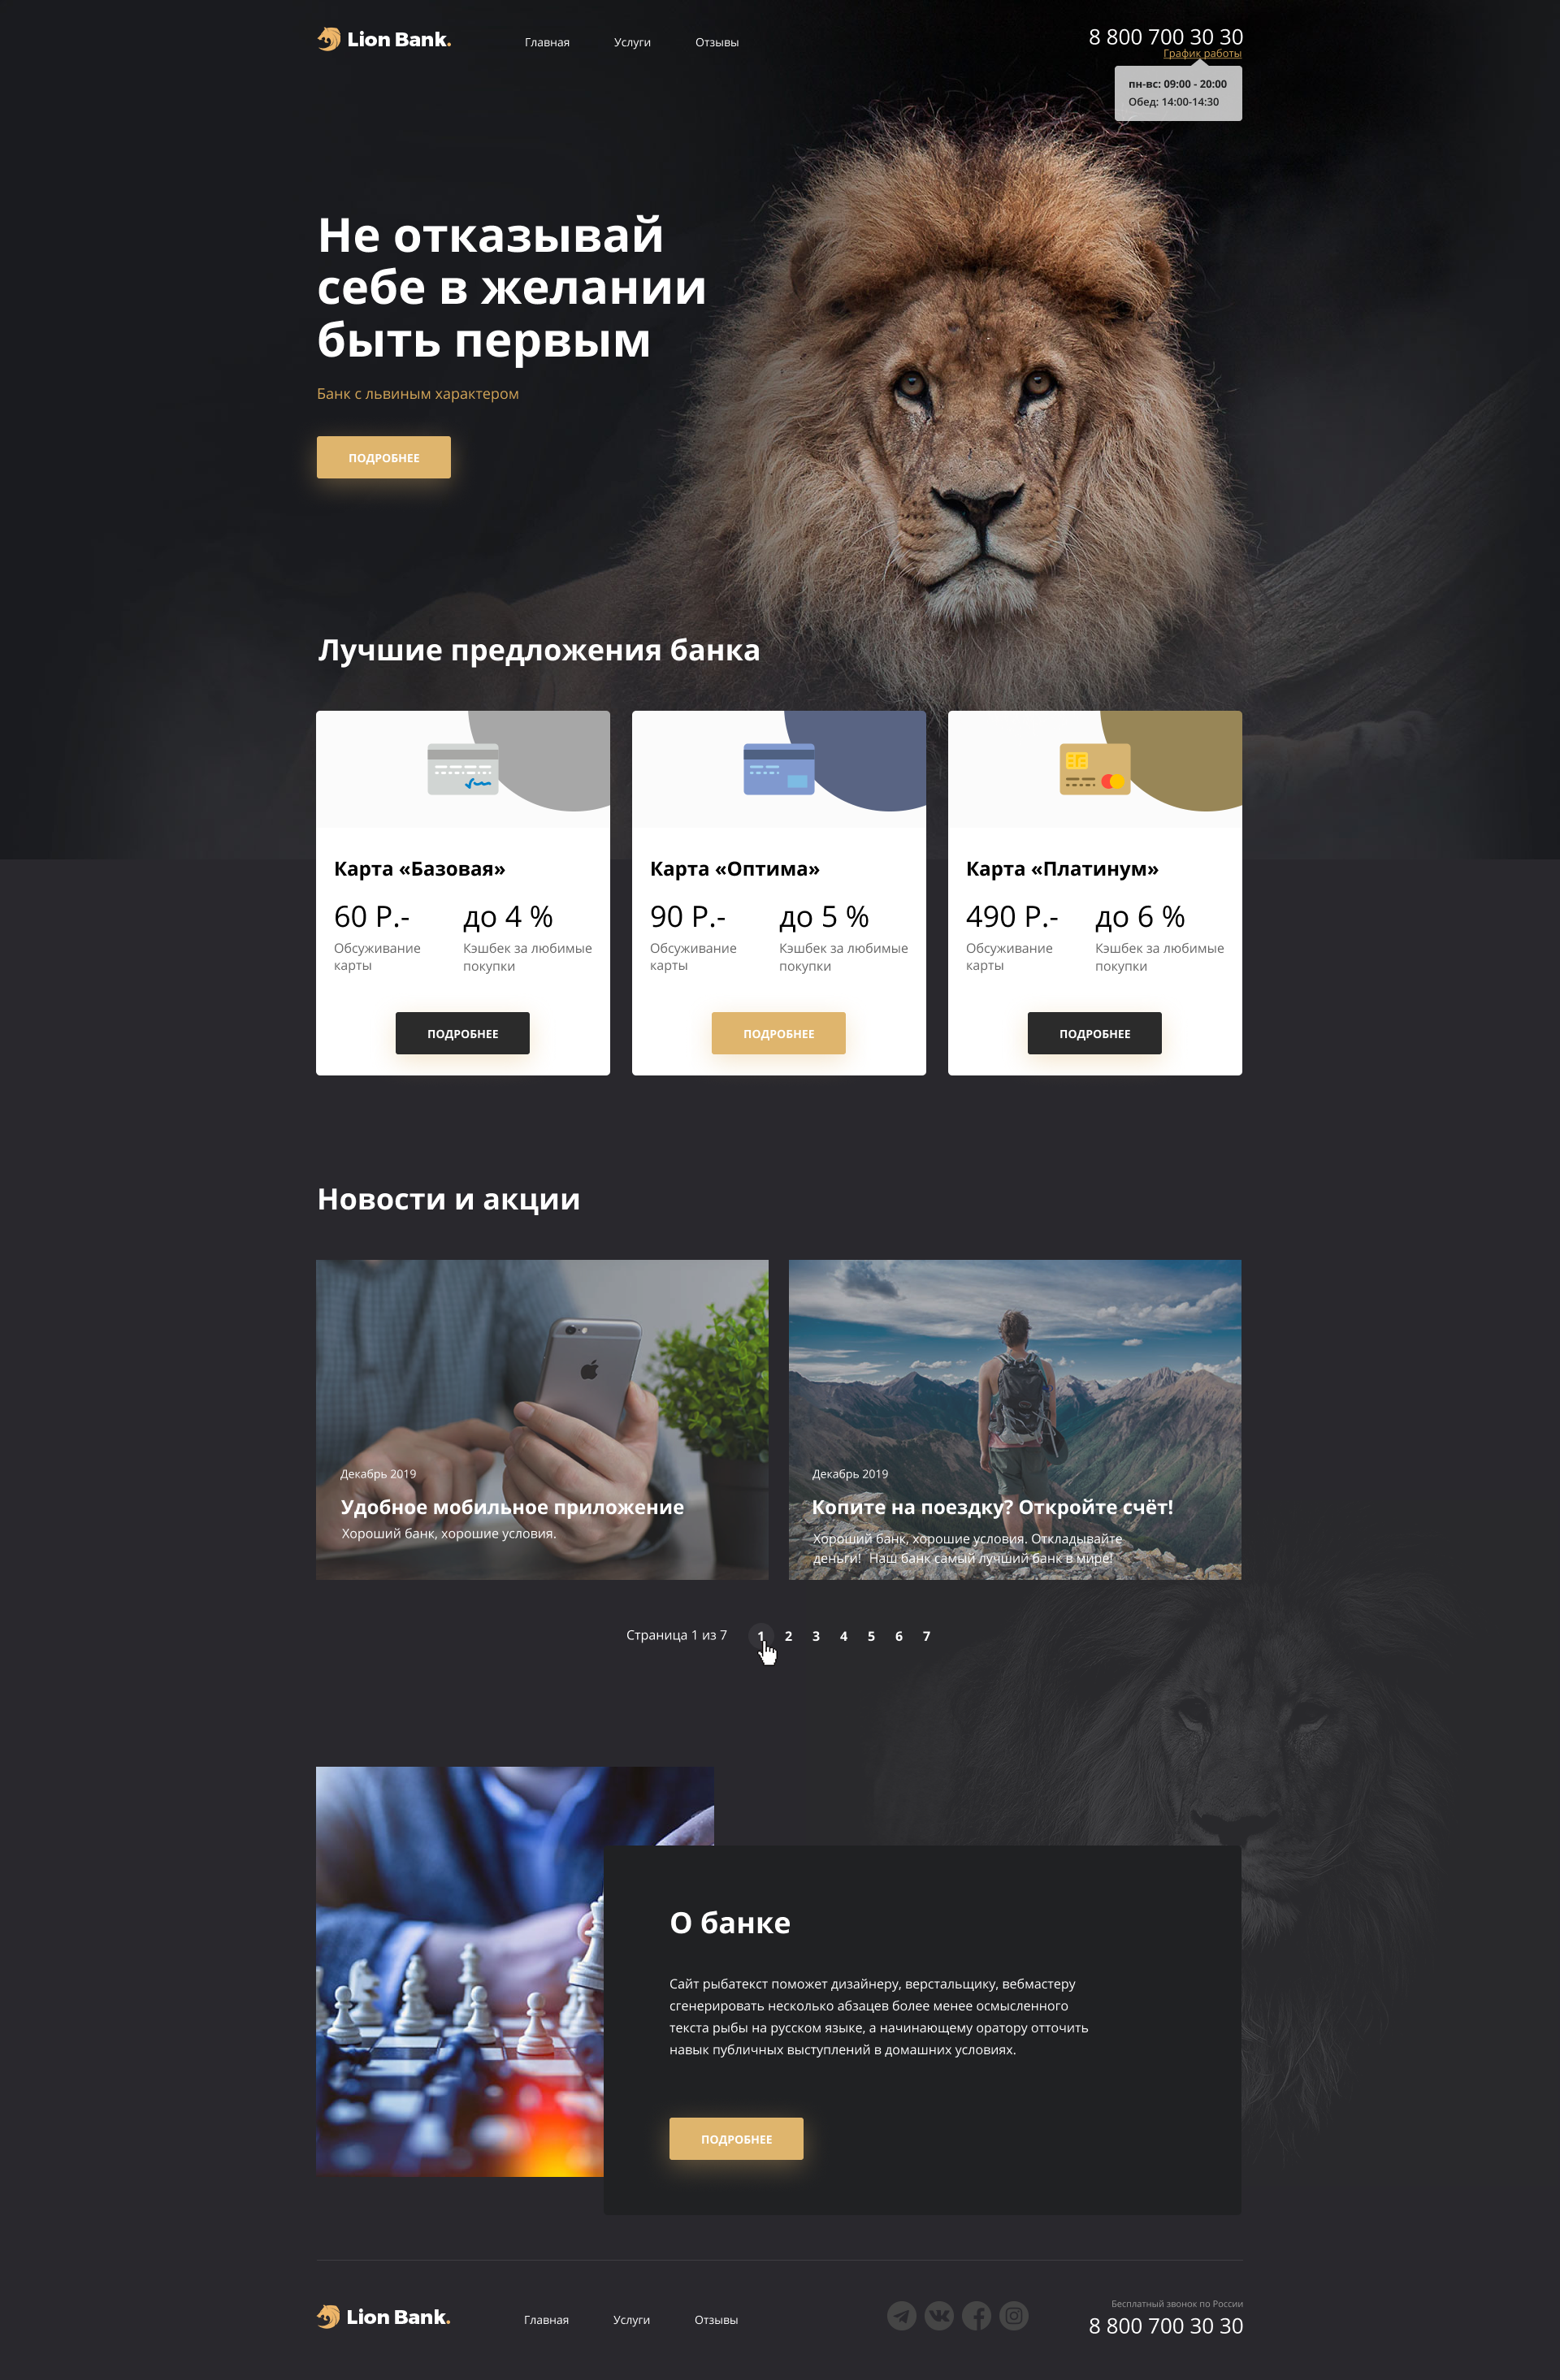 Lion Bank.
Главная
Услуги
Отзывы
8 800 700 30 30
График работы
пн-вс: 09:00 - 20:00
Обед: 14:00-14:30
Не отказывай
себе в желании
быть первым
Банк с львиным характером
ПОДРОБНЕЕ
Лучшие предложения банка
Карта «Базовая»
60 Р.-
Обсуживание
карты
до 4 %
Кэшбек за любимые
покупки
ПОДРОБНЕЕ
Карта «Оптима»
90 Р.-
Обсуживание
карты
до 5 %
Кэшбек за любимые
покупки
ПОДРОБНЕЕ
Карта «Платинум»
490 Р.-
Обсуживание
карты
до 6 %
Кэшбек за любимые
покупки
ПОДРОБНЕЕ
Новости и акции
Декабрь 2019
Удобное мобильное приложение
Хороший банк, хорошие условия.
Декабрь 2019
Копите на поездку? Откройте счёт!
Хороший банк, хорошие условия. Откладывайте
деньги! Наш банк самый лучший банк в мире!
Страница 1 из 7 1 2 3 4 5 6 7
О банке
Сайт рыбатекст поможет дизайнеру, верстальщику, вебмастеру
сгенерировать несколько абзацев более менее осмысленного
текста рыбы на русском языке, а начинающему оратору отточить
навык публичных выступлений в домашних условиях.
ПОДРОБНЕЕ
Lion Bank.
Главная
Услуги
Отзывы
Бесплатный звонок по России
8 800 700 30 30